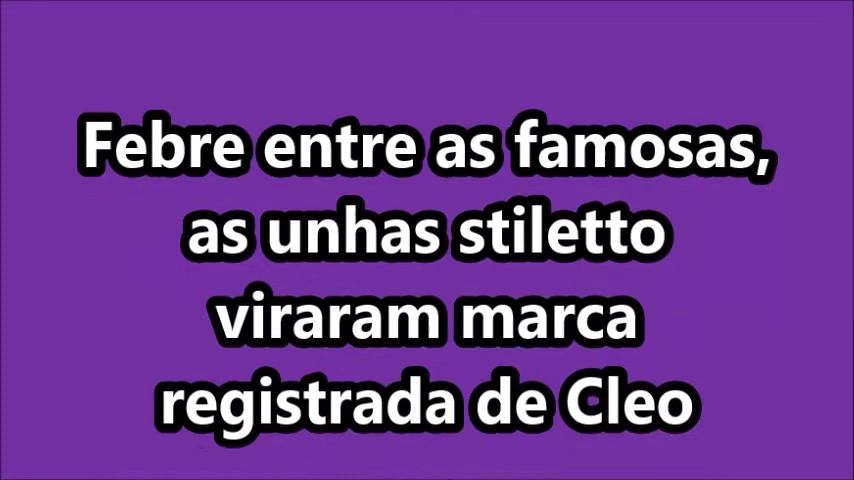 Febre entre as famosas,
as unhas stiletto
viraram marca
registrada de Cleo